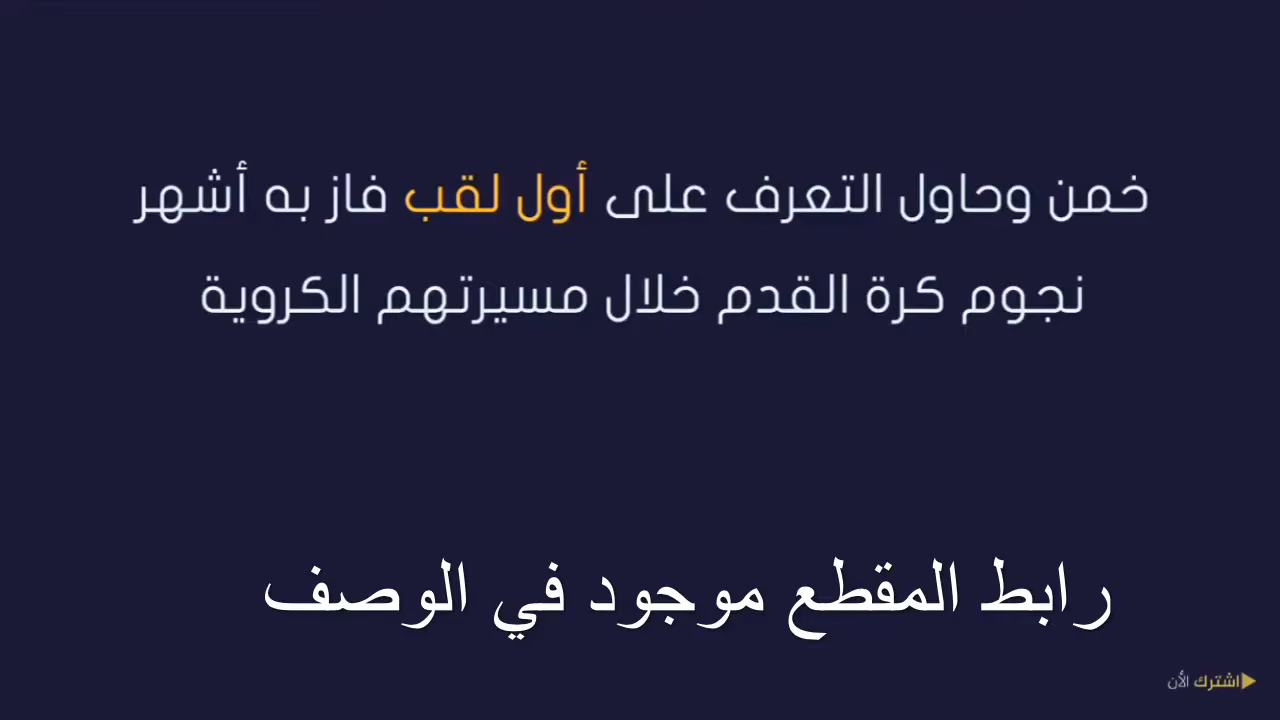 خمن وحاول التعرف على أول لقب فاز به أشهر
نجوم كرة القدم خلال مسيرتهم الكروية
رابط المقطع موجود في الوصف
اشترك الأن